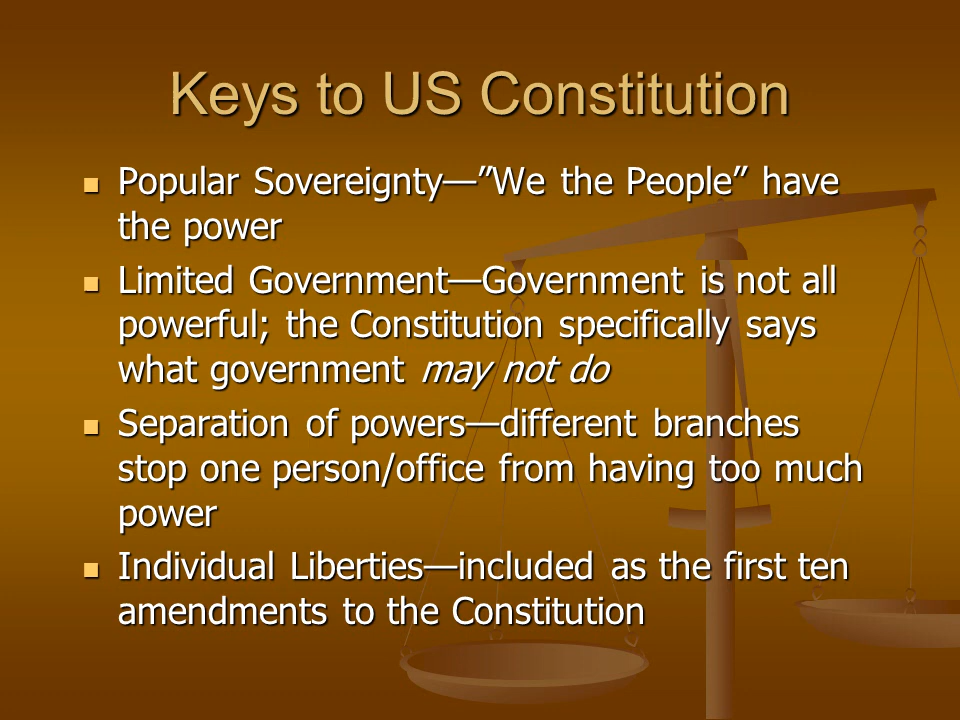 Keys to US Constitution
Popular Sovereignty—”We the People” have
the power
Limited Government—Government is not all
powerful; the Constitution specifically says
what government may not do
Separation of powers—different branches
stop one person/office from having too much
power
Individual Liberties—included as the first ten
amendments to the Constitution